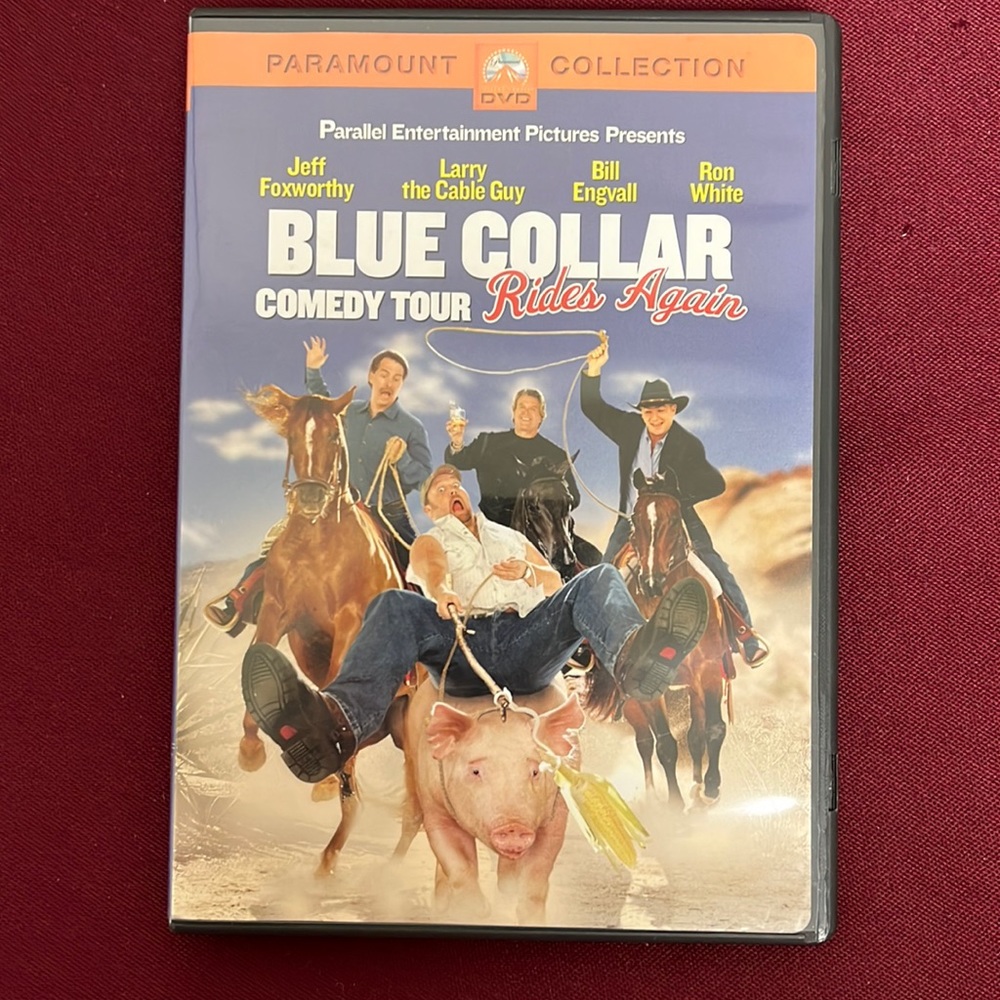 PARAMOUNT Paramount COLLECTION
DVD
Parallel Entertainment Pictures Presents
Jeff Foxworthy
Larry the Cable Guy
Bill Engvall
Ron White
BLUE COLLAR
COMEDY TOUR Rides Again